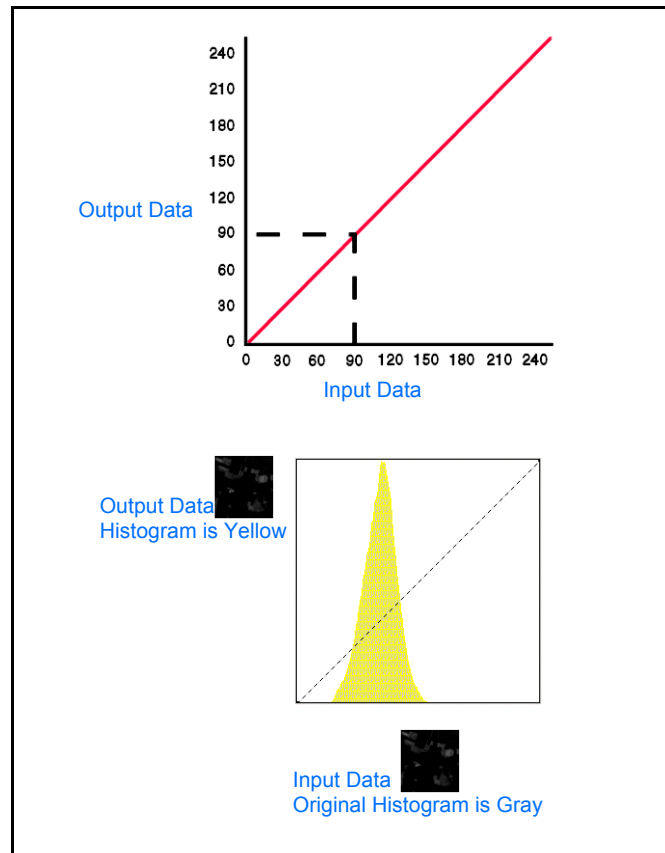 240
210
180
150
120
Output Data
90
60
30
0
0 30 60 90 120 150 180 210 240
Input Data
Output Data
Histogram is Yellow
Input Data
Original Histogram is Gray